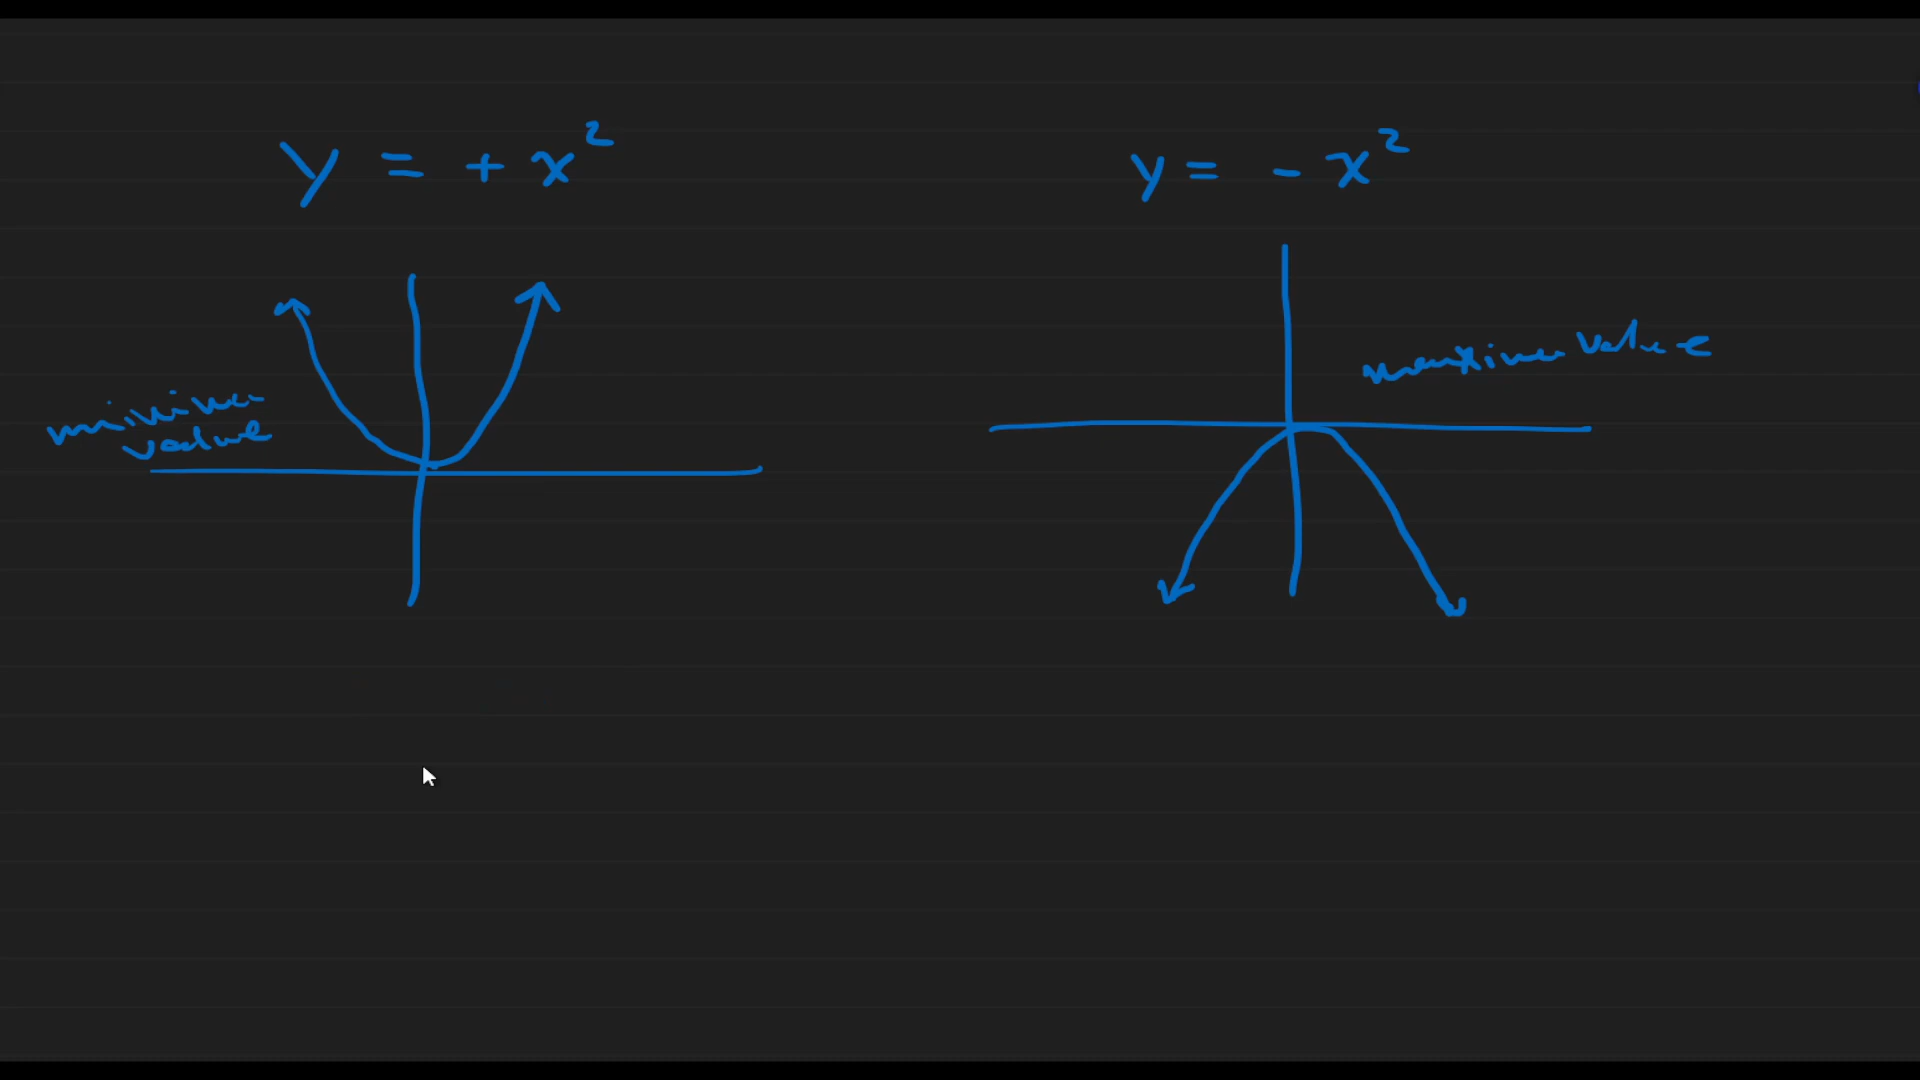 y = + x²
y = - x²
minimum
value
maximum value